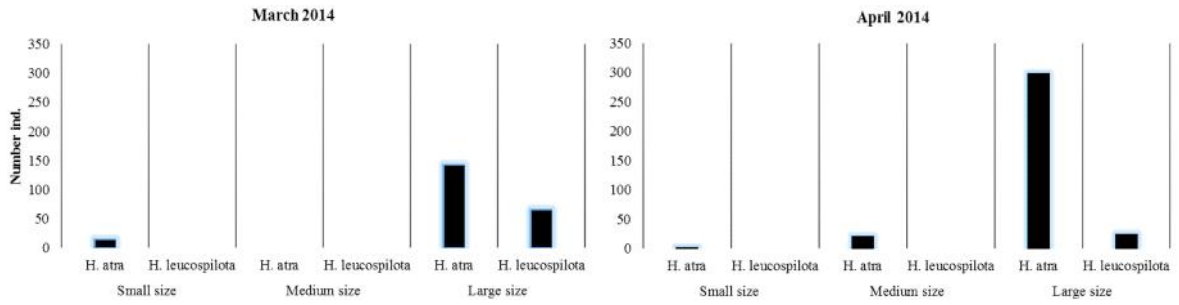 March 2014
Number ind.
350
300
250
200
150
100
50
0
H. atra H. leucospilota H. atra H. leucospilota H. atra H. leucospilota
Small size Medium size Large size
April 2014
350
300
250
200
150
100
50
0
H. atra H. leucospilota H. atra H. leucospilota H. atra H. leucospilota
Small size Medium size Large size